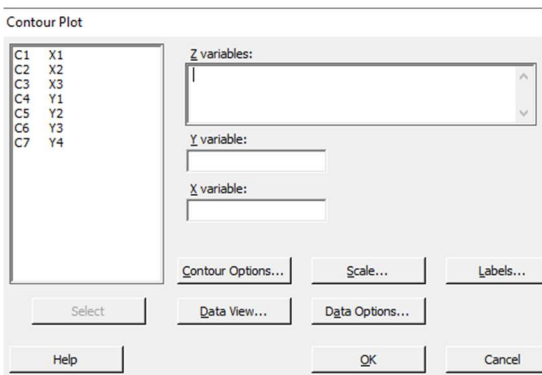 Contour Plot
C1 X1
C2 X2
C3 X3
C4 Y1
C5 Y2
C6 Y3
C7 Y4
Z variables:
Y variable:
X variable:
Contour Options...
Scale...
Labels...
Select
Data View...
Data Options...
Help
OK
Cancel